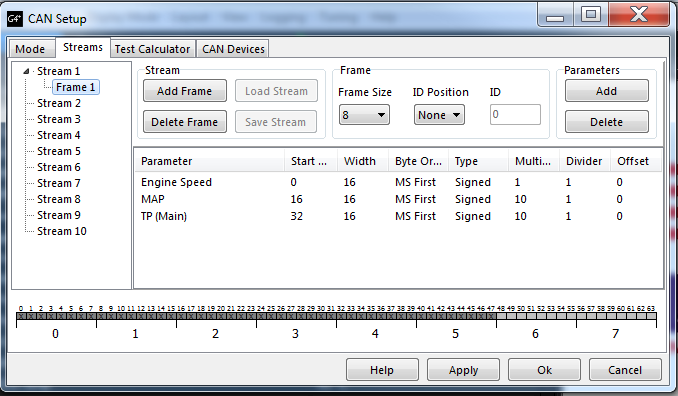 G4+ CAN Setup
Mode Streams Test Calculator CAN Devices
Stream 1
Frame 1
Stream 2
Stream 3
Stream 4
Stream 5
Stream 6
Stream 7
Stream 8
Stream 9
Stream 10
Stream
Add Frame Load Stream
Delete Frame Save Stream
Frame
Frame Size ID Position ID
8 None 0
Parameters
Add
Delete
Parameter Start ... Width Byte Or... Type Multi... Divider Offset
Engine Speed 0 16 MS First Signed 1 1 0
MAP 16 16 MS First Signed 10 1 0
TP (Main) 32 16 MS First Signed 10 1 0
0 1 2 3 4 5 6 7 8 9 10 11 12 13 14 15 16 17 18 19 20 21 22 23 24 25 26 27 28 29 30 31 32 33 34 35 36 37 38 39 40 41 42 43 44 45 46 47 48 49 50 51 52 53 54 55 56 57 58 59 60 61 62 63
X X X X X X X X X X X X X X X X X X X X X X X X X X X X X X X X X X X X X X X X X X X X X X X X
0 1 2 3 4 5 6 7
Help Apply Ok Cancel